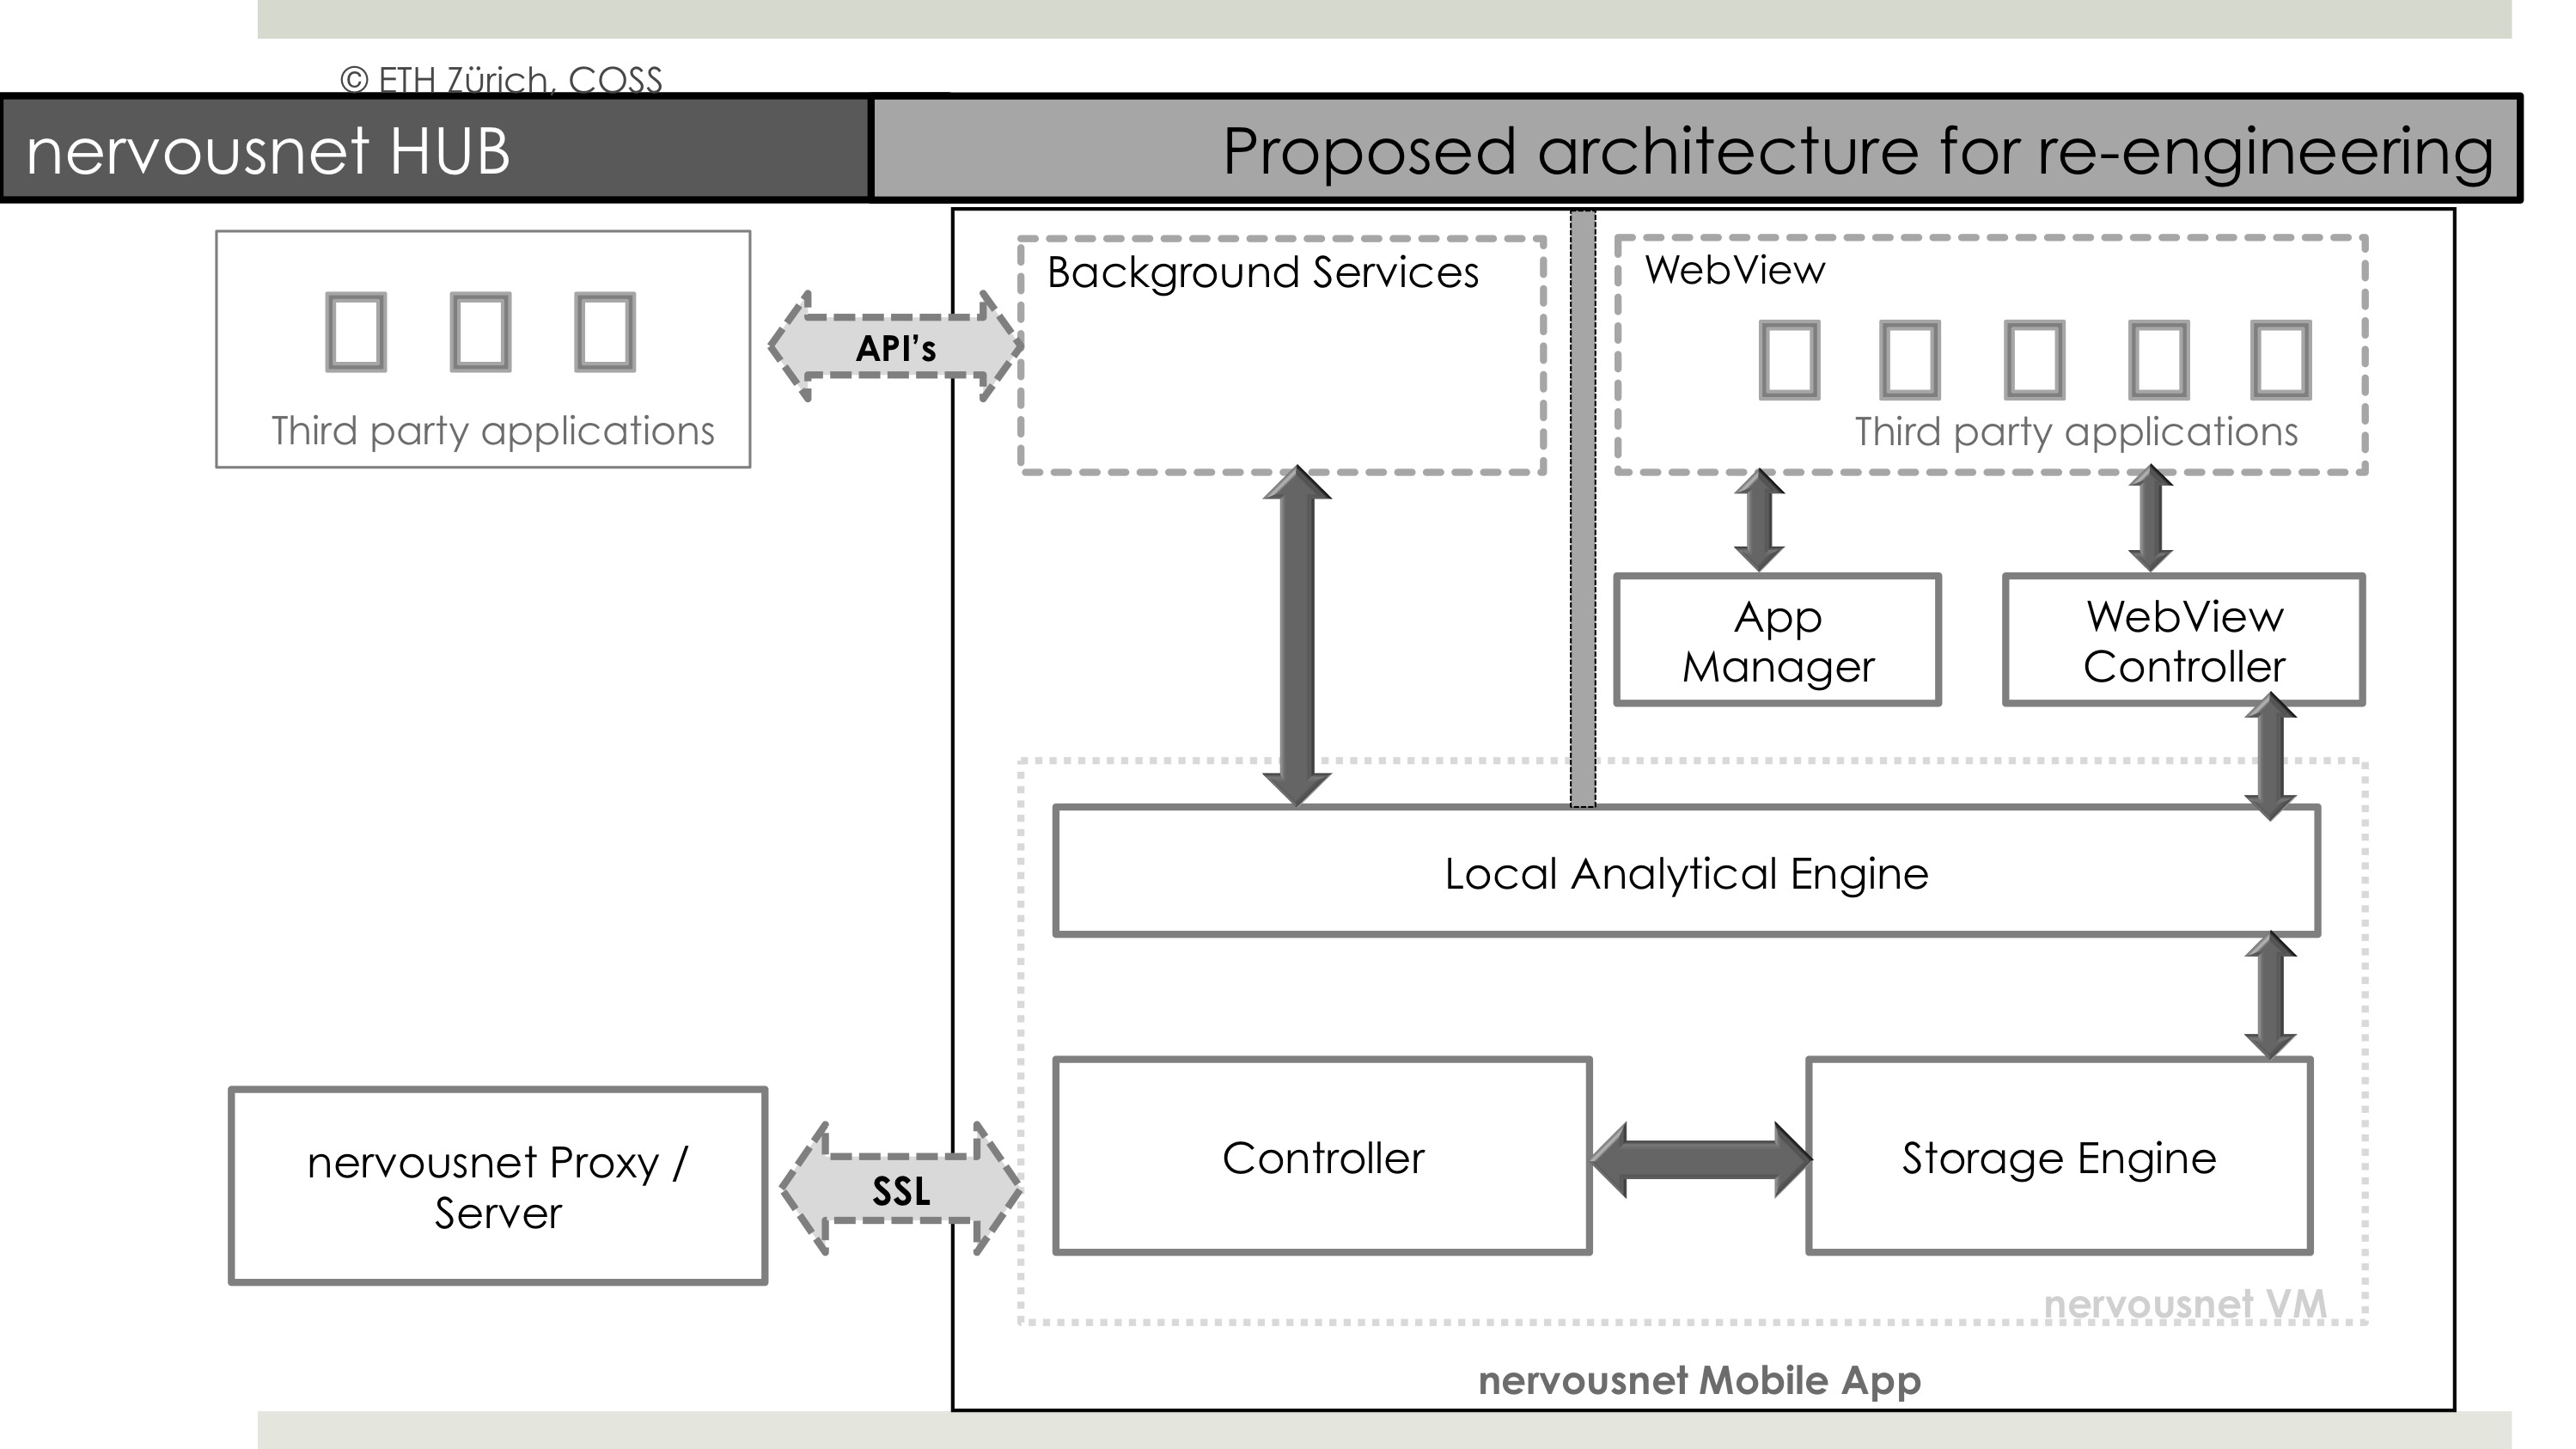 © ETH Zürich, COSS
nervousnet HUB
Proposed architecture for re-engineering
Third party applications
API’s
Background Services
WebView
Third party applications
App
Manager
WebView
Controller
Local Analytical Engine
nervousnet Proxy /
Server
SSL
Controller
Storage Engine
nervousnet VM
nervousnet Mobile App